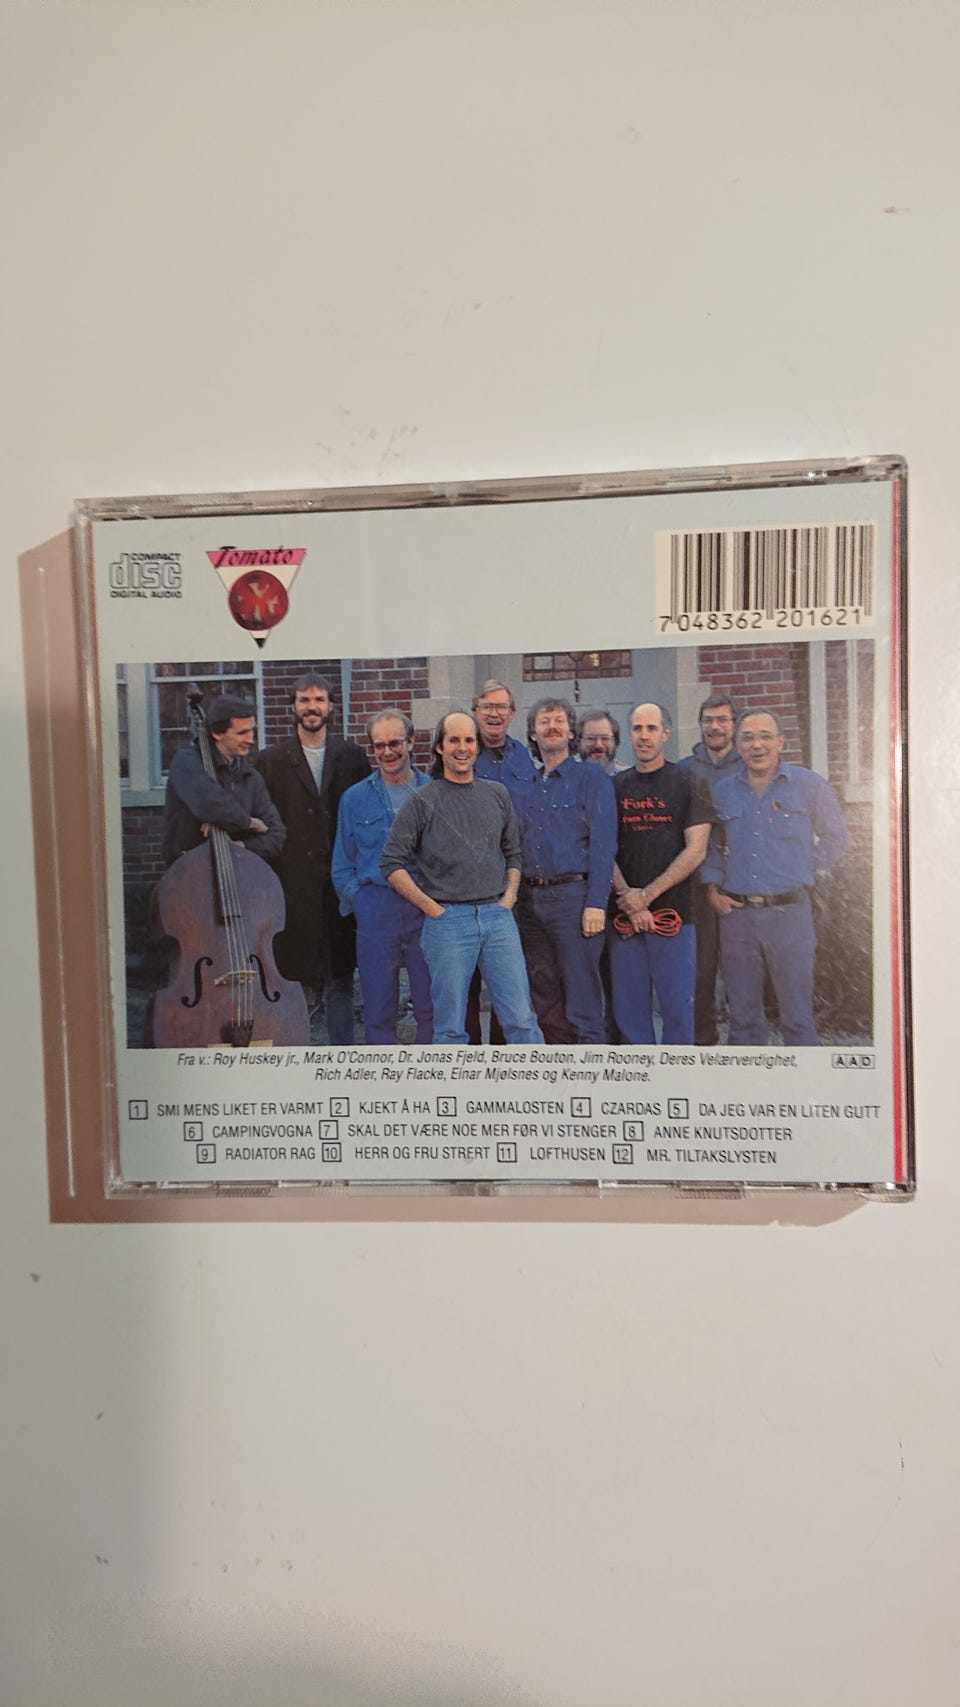 COMPACT
disc
DIGITAL AUDIO
Tomato
7 048362 201621
Fork's
Fra v.: Roy Huskey jr., Mark O'Connor, Dr. Jonas Fjeld, Bruce Bouton, Jim Rooney, Deres Velærverdighet,
AAD
Rich Adler, Ray Flacke, Einar Mjølsnes og Kenny Malone.
1 SMI MENS LIKET ER VARMT 2 KJEKT Å HA 3 GAMMALOSTEN 4 CZARDAS 5 DA JEG VAR EN LITEN GUTT
6 CAMPINGVOGNA 7 SKAL DET VÆRE NOE MER FØR VI STENGER 8 ANNE KNUTSDOTTER
9 RADIATOR RAG 10 HERR OG FRU STRERT 11 LOFTHUSEN 12 MR. TILTAKSLYSTEN